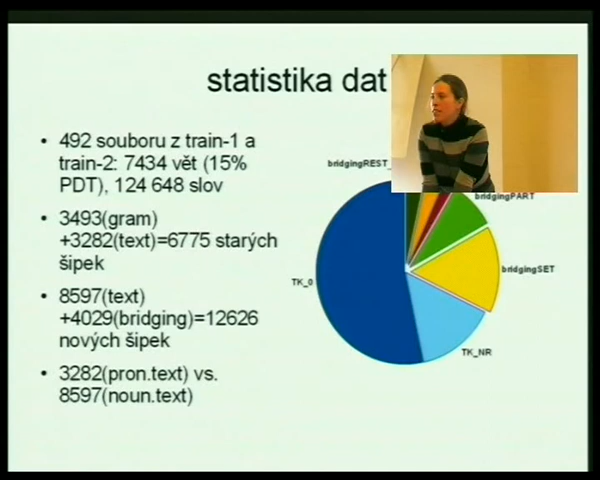 statistika dat
• 492 souboru z train-1 a
train-2: 7434 vět (15%
PDT), 124 648 slov
• 3493(gram)
+3282(text)=6775 starých
šipek
• 8597(text)
+4029(bridging)=12626
nových šipek
• 3282(pron.text) vs.
8597(noun.text)
bridgingREST_
bridgingPART
bridgingSET
TK_0
TK_NR